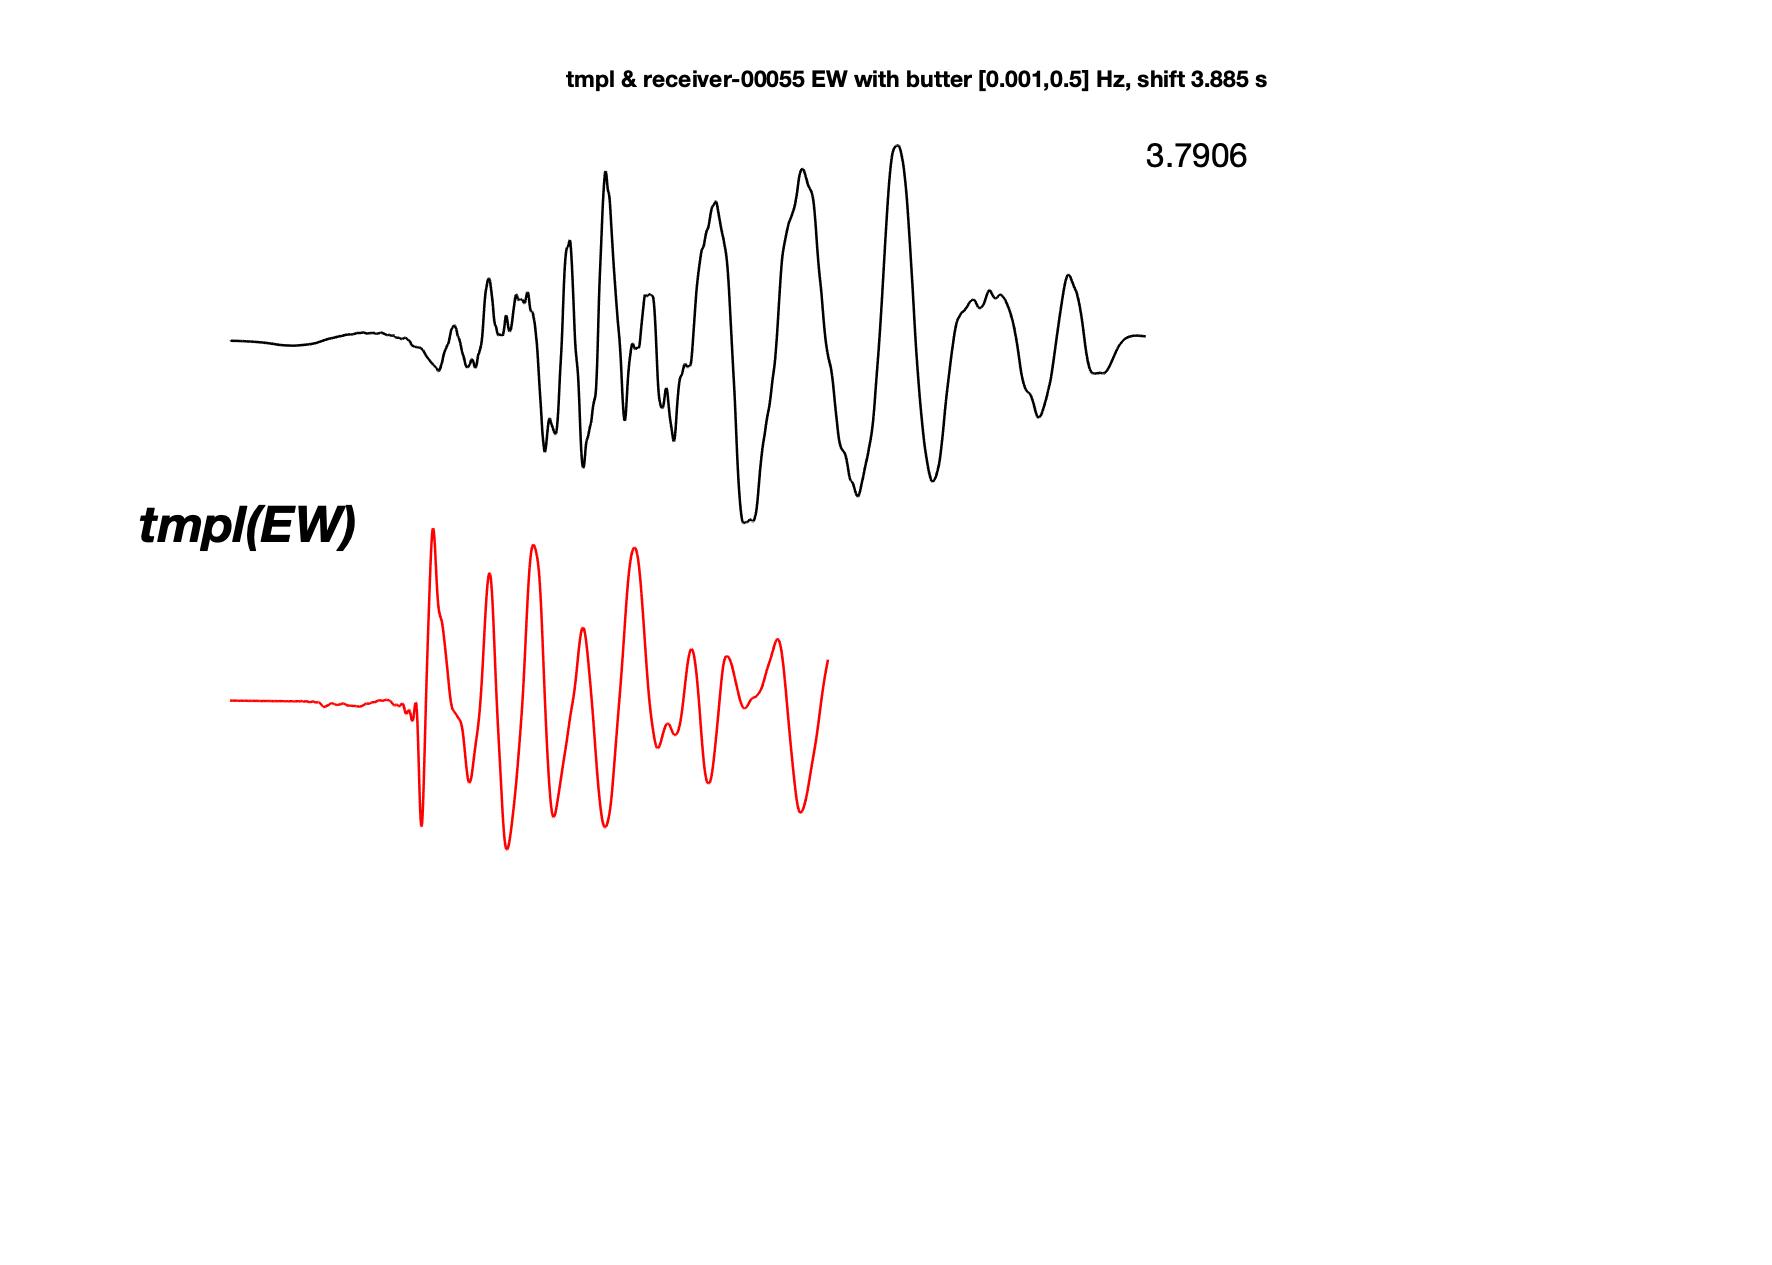 tmpl & receiver-00055 EW with butter [0.001,0.5] Hz, shift 3.885 s
3.7906
tmpl(EW)